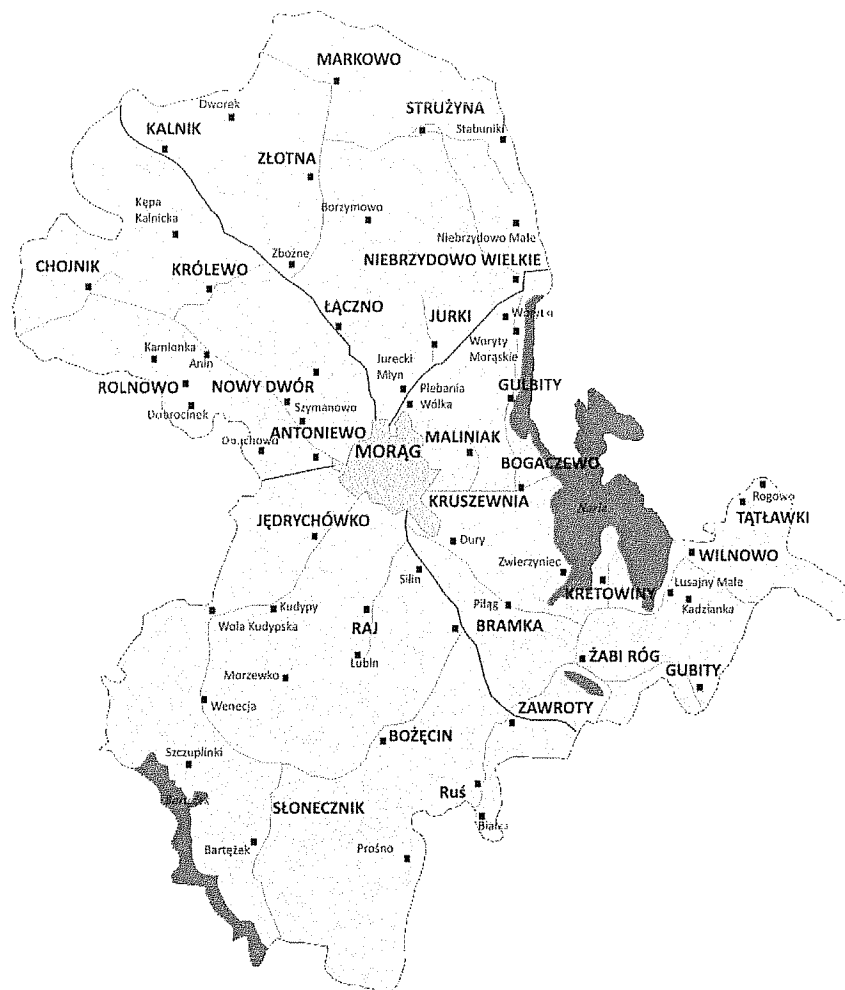 MARKOWO
Dworek
STRUŻYNA
KALNIK
Stabuniki
ZŁOTNA
Kępa
Kalnicka
Borzymowo
Niebrzydowo Małe
Zbożne
NIEBRZYDOWO WIELKIE
CHOJNIK
KRÓLEWO
ŁĄCZNO
JURKI
Woryty
Morąskie
Kamionka
Anin
Jurecki
Młyn
ROLNOWO
NOWY DWÓR
Plebania
Wólka
GULBITY
Dobrocinek
Szymanowo
ANTONIEWO
MORĄG
MALINIAK
BOGACZEWO
KRUSZEWNIA
Rogowo
TĄTŁAWKI
JĘDRYCHÓWKO
Narie
Dury
WILNOWO
Zwierzyniec
Silin
KRETOWINY
Łusajny Małe
Kadzianka
Kudypy
Piłąg
Wola Kudypska
RAJ
BRAMKA
Lubin
ŻABI RÓG
GUBITY
Morzewko
Wenecja
ZAWROTY
BOŻĘCIN
Szczuplinki
Ruś
SŁONECZNIK
Bartężek
Prośno